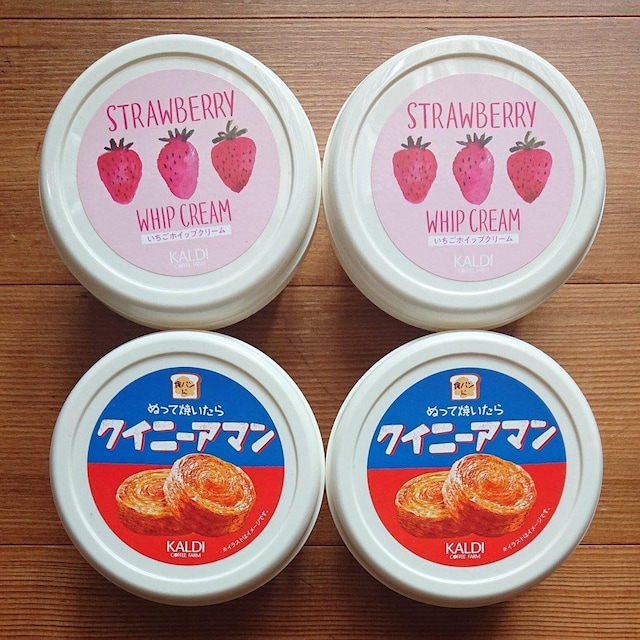 STRAWBERRY
WHIP CREAM
いちごホイップクリーム
KALDI
COFFEE FARM
STRAWBERRY
WHIP CREAM
いちごホイップクリーム
KALDI
COFFEE FARM
食パン
に
ぬって焼いたら
クイニーアマン
KALDI
COFFEE FARM
※イラストはイメージです。
食パン
に
ぬって焼いたら
クイニーアマン
KALDI
COFFEE FARM
※イラストはイメージです。